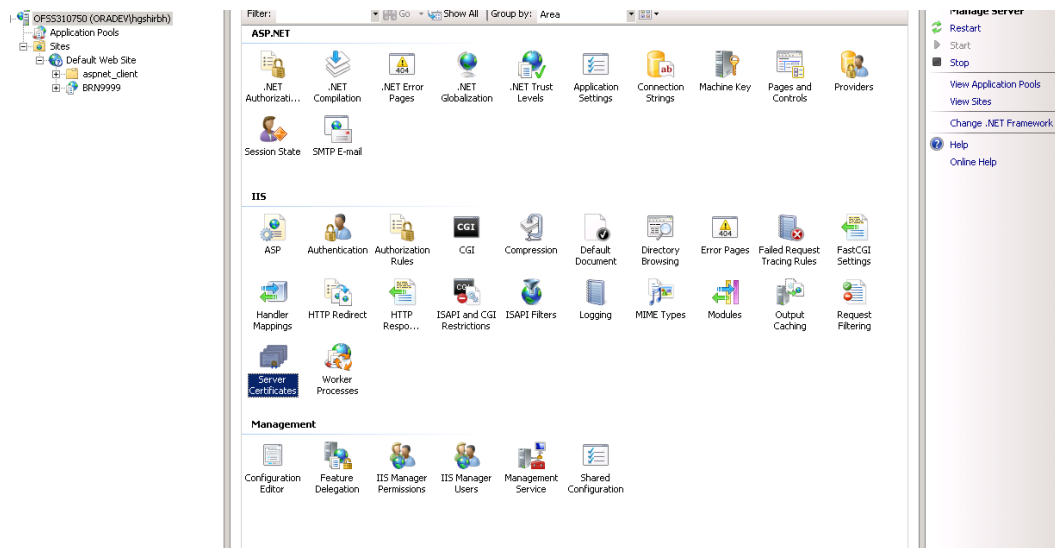 OFSS310750 (ORADEV\hgshirbh)
Application Pools
Sites
Default Web Site
aspnet_client
BRN9999
Filter: Go Show All Group by: Area
ASP.NET
.NET Authorizati...
.NET Compilation
.NET Error Pages
.NET Globalization
.NET Trust Levels
Application Settings
Connection Strings
Machine Key
Pages and Controls
Providers
Session State
SMTP E-mail
IIS
ASP
Authentication
Authorization Rules
CGI
Compression
Default Document
Directory Browsing
Error Pages
Failed Request Tracing Rules
FastCGI Settings
Handler Mappings
HTTP Redirect
HTTP Respo...
ISAPI and CGI Restrictions
ISAPI Filters
Logging
MIME Types
Modules
Output Caching
Request Filtering
Server Certificates
Worker Processes
Management
Configuration Editor
Feature Delegation
IIS Manager Permissions
IIS Manager Users
Management Service
Shared Configuration
Manage Server
Restart
Start
Stop
View Application Pools
View Sites
Change .NET Framework
Help
Online Help